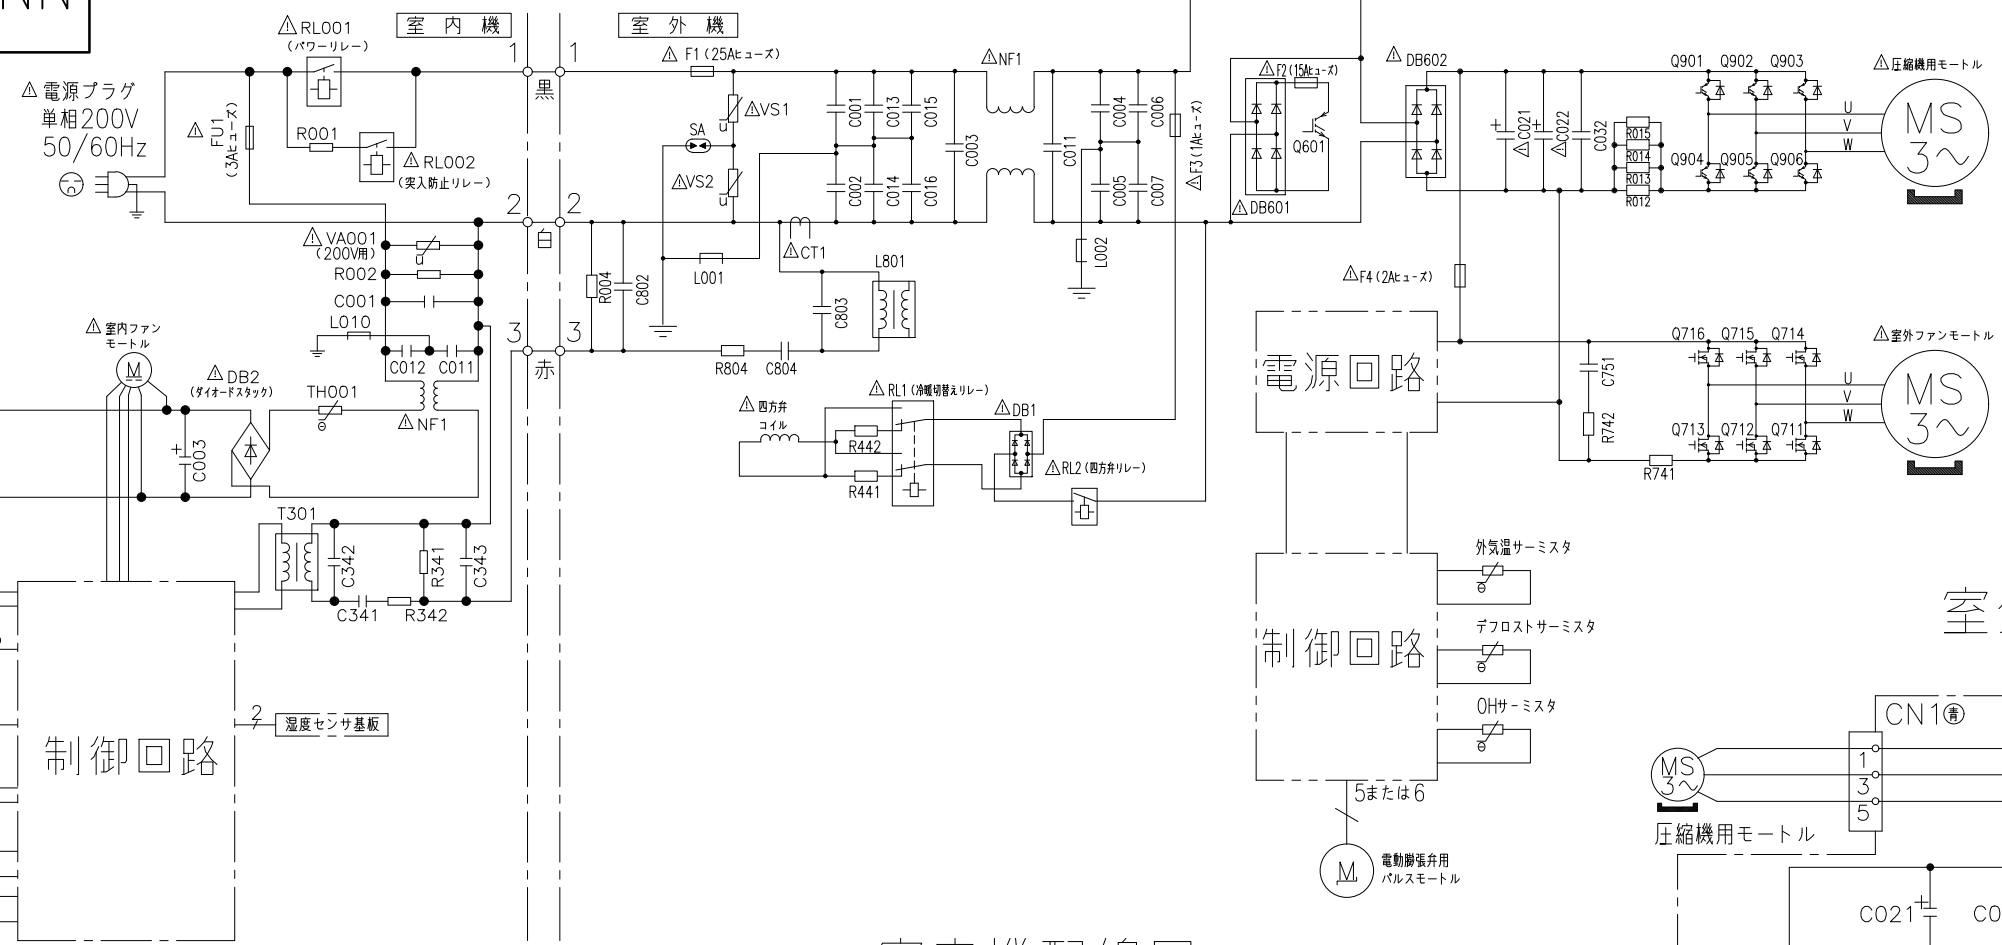 RL001
(パワーリレー)
室内機
室外機
1
1
黒
F1 (25Aヒューズ)
NF1
電源プラグ
単相200V
50/60Hz
FU1
(3Aヒューズ)
R001
RL002
(突入防止リレー)
SA
VS1
VS2
C001
C013
C015
C002
C014
C016
C003
C011
C004
C006
C005
C007
F3 (1Aヒューズ)
F2 (15Aヒューズ)
Q601
DB601
DB602
C021
C022
C032
R015
R014
R013
R012
Q901
Q902
Q903
Q904
Q905
Q906
U
V
W
圧縮機用モートル
MS
3～
2
2
白
VA001
(200V用)
R002
C001
L010
C012
C011
R004
C802
L001
CT1
C803
L801
L002
F4 (2Aヒューズ)
3
3
赤
R804
C804
室内ファン
モートル
M
DB2
(ダイオードスタック)
TH001
NF1
C003
四方弁
コイル
RL1 (冷暖切替えリレー)
R442
R441
DB1
RL2 (四方弁リレー)
電源回路
Q716
Q715
Q714
Q713
Q712
Q711
C751
R742
R741
U
V
W
室外ファンモートル
MS
3～
T301
C342
R341
C343
C341
R342
制御回路
2
湿度センサ基板
制御回路
外気温サーミスタ
デフロストサーミスタ
OHサーミスタ
5または6
M
電動膨張弁用
パルスモートル
室
CN1青
MS
3～
1
3
5
圧縮機用モートル
C021
C0